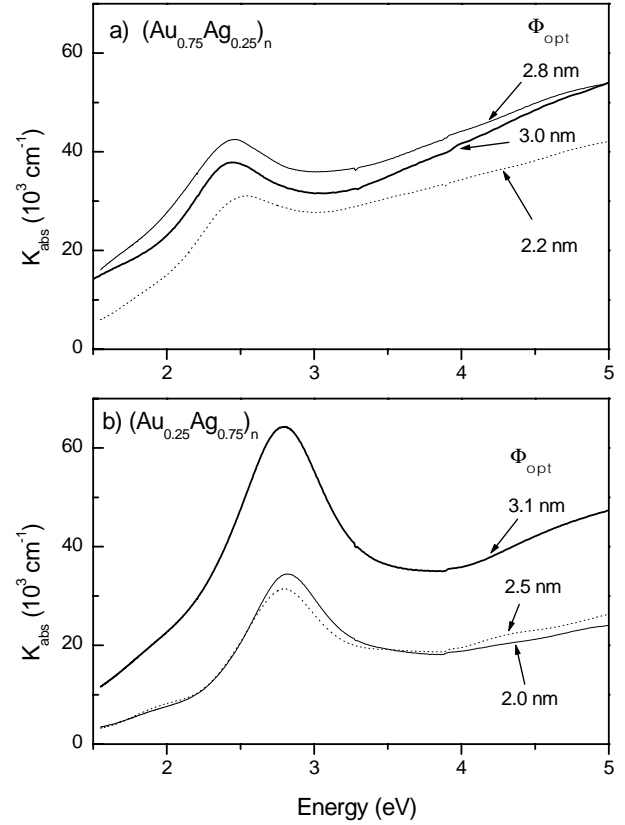 a) (Au0.75Ag0.25)n
Φopt
2.8 nm
3.0 nm
2.2 nm
60
40
20
0
Kabs (10³ cm⁻¹)
2 3 4 5
b) (Au0.25Ag0.75)n
Φopt
3.1 nm
2.5 nm
2.0 nm
60
40
20
0
Kabs (10³ cm⁻¹)
2 3 4 5
Energy (eV)